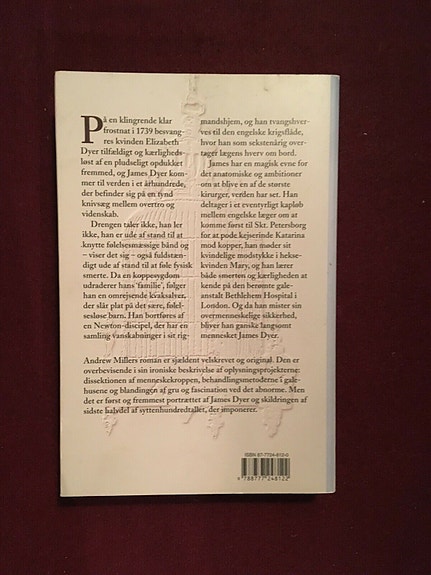 På en klingrende klar
frostnat i 1739 besvang-
res kvinden Elizabeth
Dyer tilfældigt og kærligheds-
løst af en pludseligt opdukket
fremmed, og James Dyer kom-
mer til verden i et århundrede,
der befinder sig på en tynd
knivsæg mellem overtro og
videnskab.
Drengen taler ikke, han ler
ikke, han er ude af stand til at
knytte følelsesmæssige bånd og
– viser det sig – også fuldstæn-
digt ude af stand til at føle fysisk
smerte. Da en koppesygdom
udraderer hans 'familie', følger
han en omrejsende kvaksalver,
der slår plat på det sære, følel-
sesløse barn. Han bortføres af
en Newton-discipel, der har en
samling vanskabninger i sit rig-
mandshjem, og han tvangshver-
ves til den engelske krigsflåde,
hvor han som sekstenårig over-
tager lægens hverv om bord.
James har en magisk evne for
det anatomiske og ambitioner
om at blive en af de største
kirurger, verden har set. Han
deltager i et eventyrligt kapløb
mellem engelske læger om at
komme først til Skt. Petersborg
for at pode kejserinde Katarina
mod kopper, han møder sit
kvindelige modstykke i hekse-
kvinden Mary, og han lærer
både smerten og kærligheden at
kende på den berømte gale-
anstalt Bethlehem Hospital i
London. Og da han mister sin
overmenneskelige sikkerhed,
bliver han ganske langsomt
mennesket James Dyer.
Andrew Millers roman er sjældent velskrevet og original. Den er
overbevisende i sin ironiske beskrivelse af oplysningsprojekterne:
dissektionen af menneskekroppen, behandlingsmetoderne i gale-
husene og blandingen af gru og fascination ved det abnorme. Men
det er først og fremmest portrættet af James Dyer og skildringen af
sidste halvdel af syttenhundredtallet, der imponerer.
ISBN 87-7724-812-0
9 788777 248122